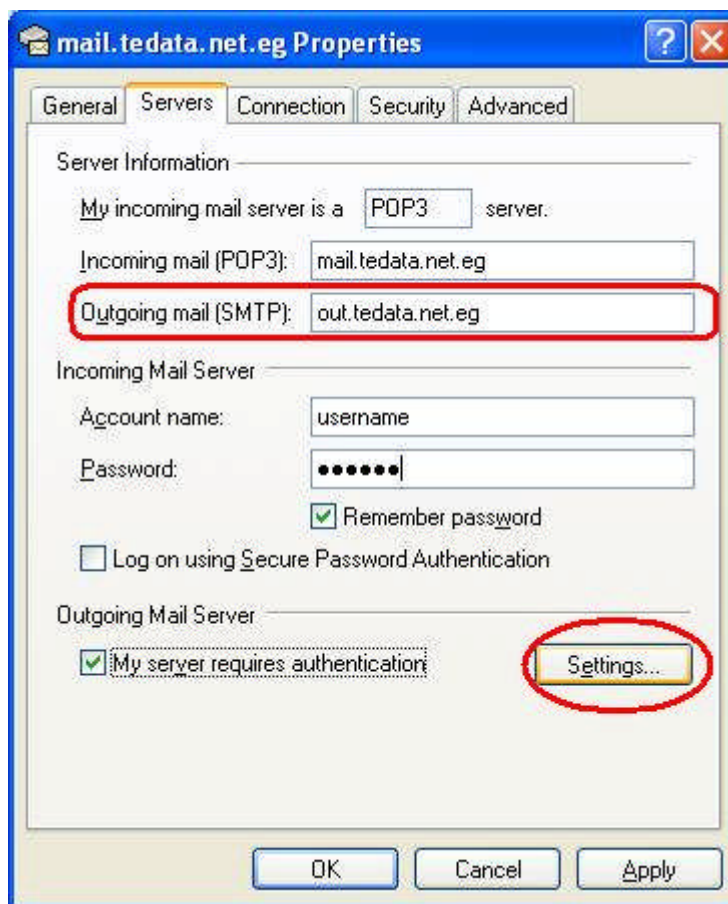 mail.tedata.net.eg Properties
General Servers Connection Security Advanced
Server Information
My incoming mail server is a POP3 server.
Incoming mail (POP3): mail.tedata.net.eg
Outgoing mail (SMTP): out.tedata.net.eg
Incoming Mail Server
Account name: username
Password: ●●●●●●
Remember password
Log on using Secure Password Authentication
Outgoing Mail Server
My server requires authentication Settings...
OK Cancel Apply